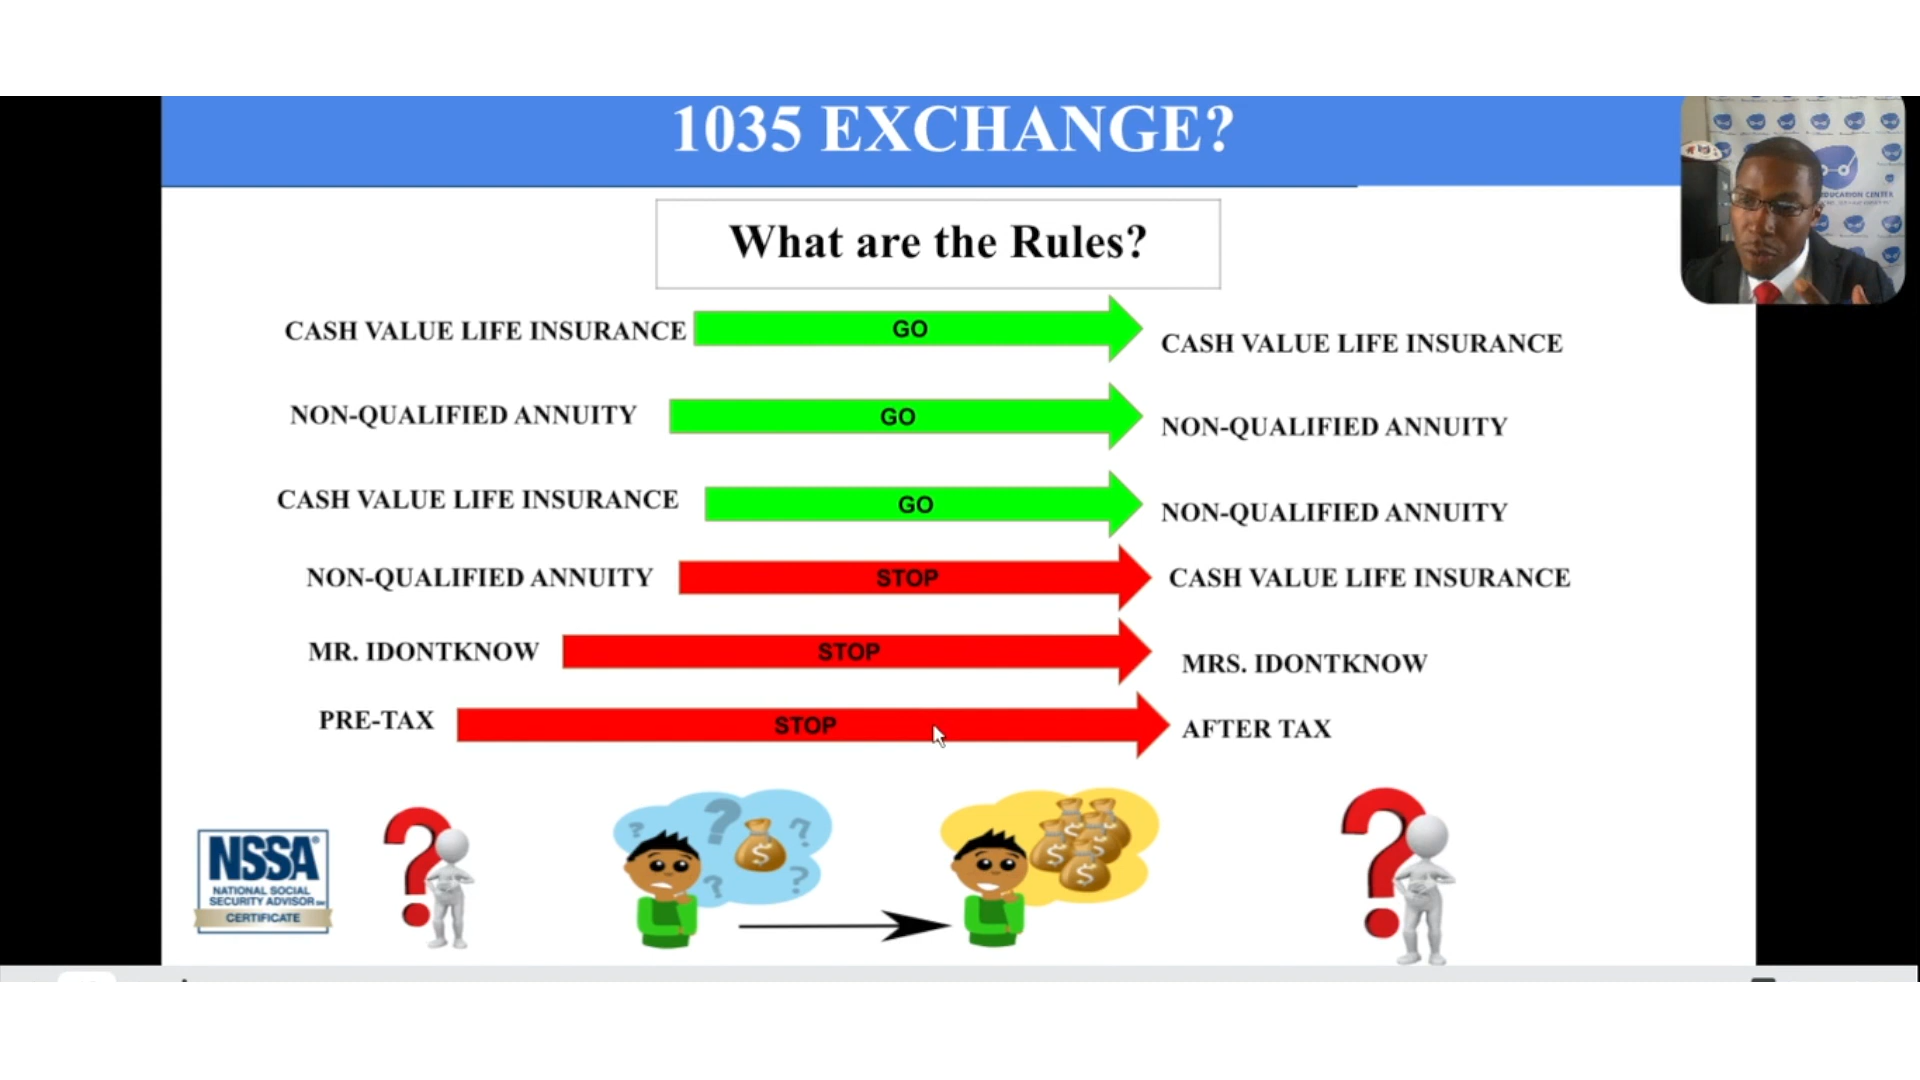 1035 EXCHANGE?
What are the Rules?
CASH VALUE LIFE INSURANCE GO CASH VALUE LIFE INSURANCE
NON-QUALIFIED ANNUITY GO NON-QUALIFIED ANNUITY
CASH VALUE LIFE INSURANCE GO NON-QUALIFIED ANNUITY
NON-QUALIFIED ANNUITY STOP CASH VALUE LIFE INSURANCE
MR. IDONTKNOW STOP MRS. IDONTKNOW
PRE-TAX STOP AFTER TAX
NSSA®
NATIONAL SOCIAL
SECURITY ADVISOR
CERTIFICATE
EDUCATION CENTER